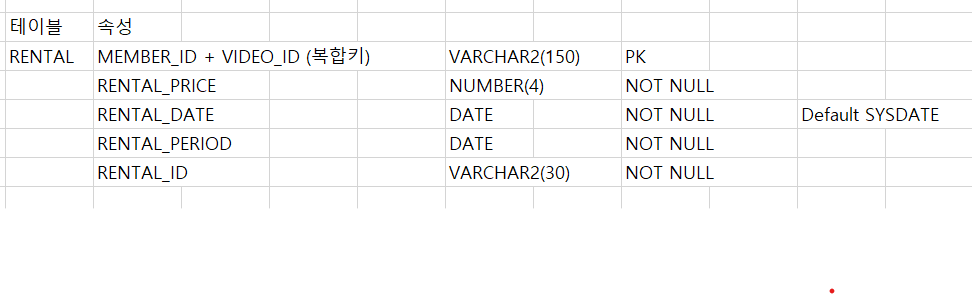 테이블 속성
RENTAL MEMBER_ID + VIDEO_ID (복합키) VARCHAR2(150) PK
RENTAL_PRICE NUMBER(4) NOT NULL
RENTAL_DATE DATE NOT NULL Default SYSDATE
RENTAL_PERIOD DATE NOT NULL
RENTAL_ID VARCHAR2(30) NOT NULL